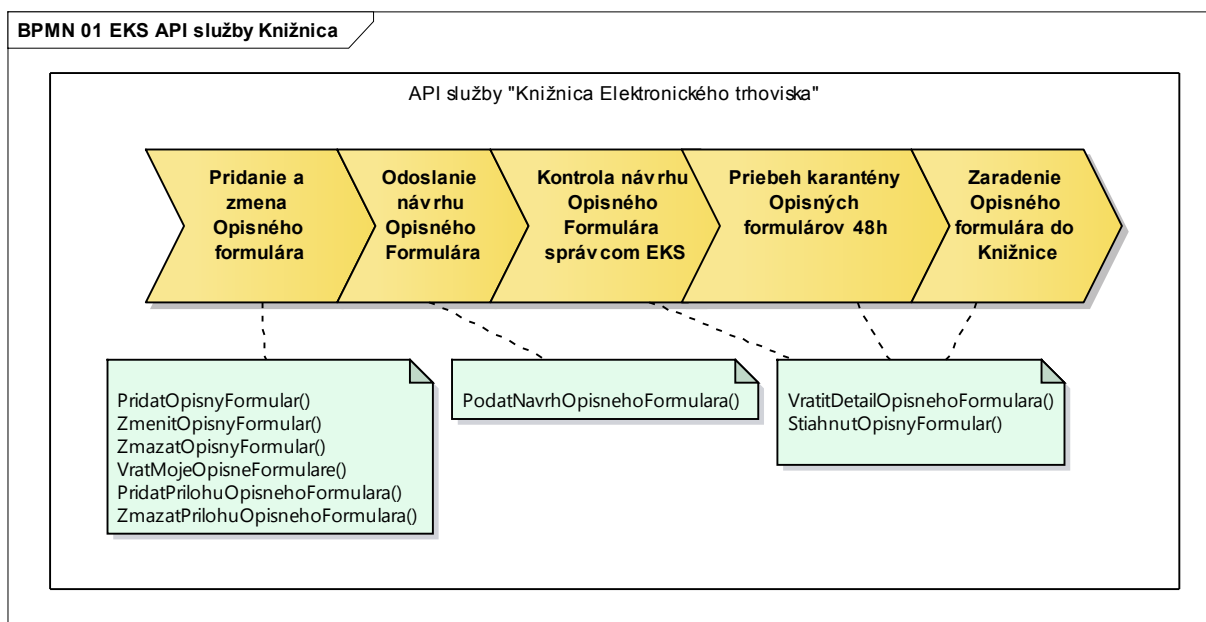 BPMN 01 EKS API služby Knižnica
API služby "Knižnica Elektronického trhoviska"
Pridanie a
zmena
Opisného
formulára
Odoslanie
návrhu
Opisného
Formulára
Kontrola návrhu
Opisného
Formulára
správcom EKS
Priebeh karantény
Opisných
formulárov 48h
Zaradenie
Opisného
formulára do
Knižnice
PridatOpisnyFormular()
ZmenitOpisnyFormular()
ZmazatOpisnyFormular()
VratMojeOpisneFormulare()
PridatPrilohuOpisnehoFormulara()
ZmazatPrilohuOpisnehoFormulara()
PodatNavrhOpisnehoFormulara()
VratitDetailOpisnehoFormulara()
StiahnutOpisnyFormular()